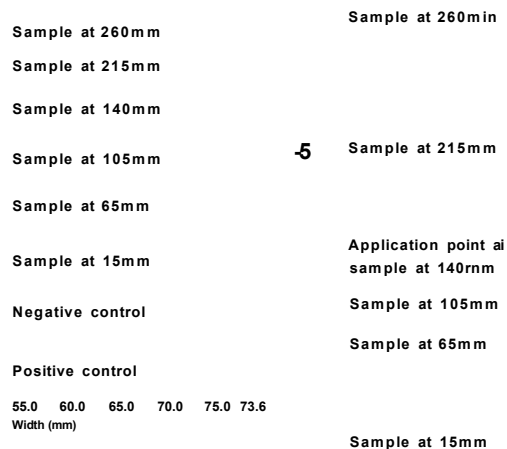 Sample at 260mm
Sample at 215mm
Sample at 140mm
Sample at 105mm
Sample at 65mm
Sample at 15mm
Negative control
Positive control
55.0 60.0 65.0 70.0 75.0 73.6
Width (mm)
-5
Sample at 260min
Sample at 215mm
Application point ai
sample at 140rnm
Sample at 105mm
Sample at 65mm
Sample at 15mm